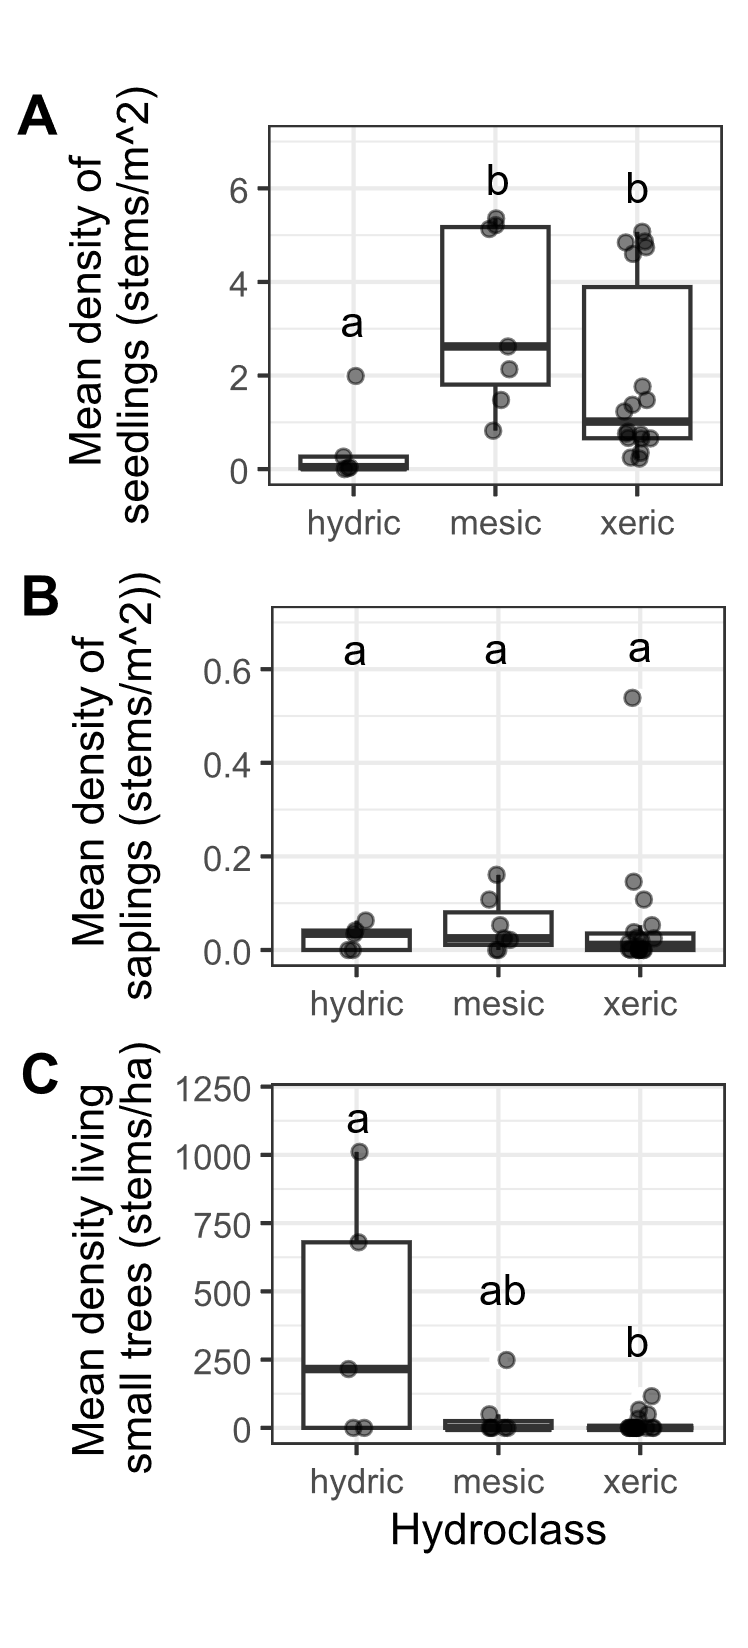 A
Mean density of
seedlings (stems/m^2)
6
4
2
0
a
b
b
hydric
mesic
xeric
B
Mean density of
saplings (stems/m^2))
0.6
0.4
0.2
0.0
a
a
a
hydric
mesic
xeric
C
Mean density living
small trees (stems/ha)
1250
1000
750
500
250
0
a
ab
b
hydric
mesic
xeric
Hydroclass